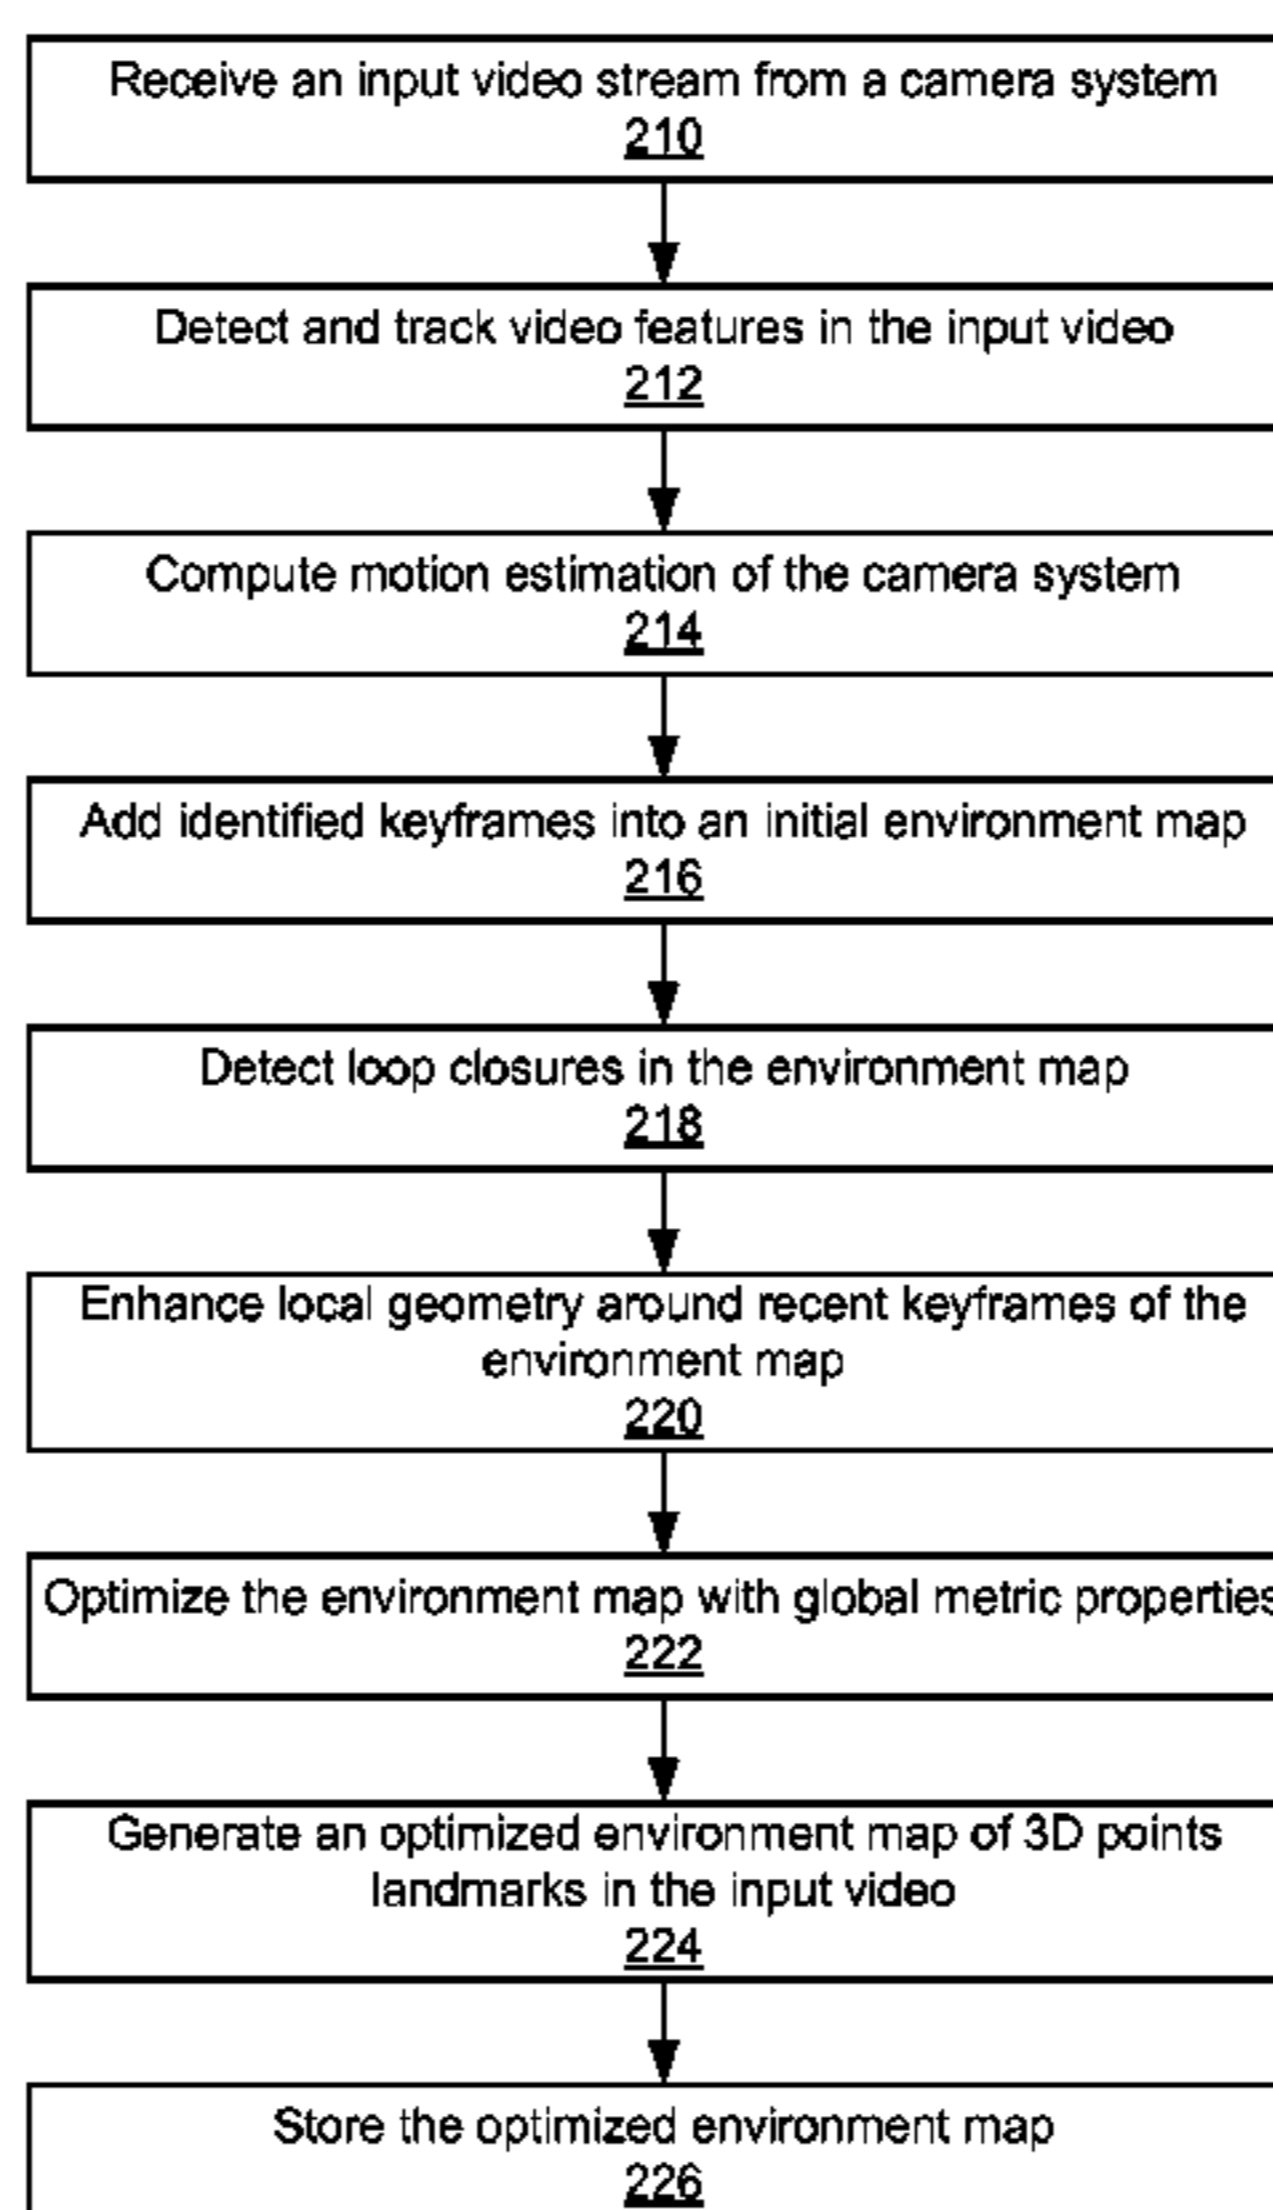 Receive an input video stream from a camera system
210
Detect and track video features in the input video
212
Compute motion estimation of the camera system
214
Add identified keyframes into an initial environment map
216
Detect loop closures in the environment map
218
Enhance local geometry around recent keyframes of the
environment map
220
Optimize the environment map with global metric properties
222
Generate an optimized environment map of 3D points
landmarks in the input video
224
Store the optimized environment map
226